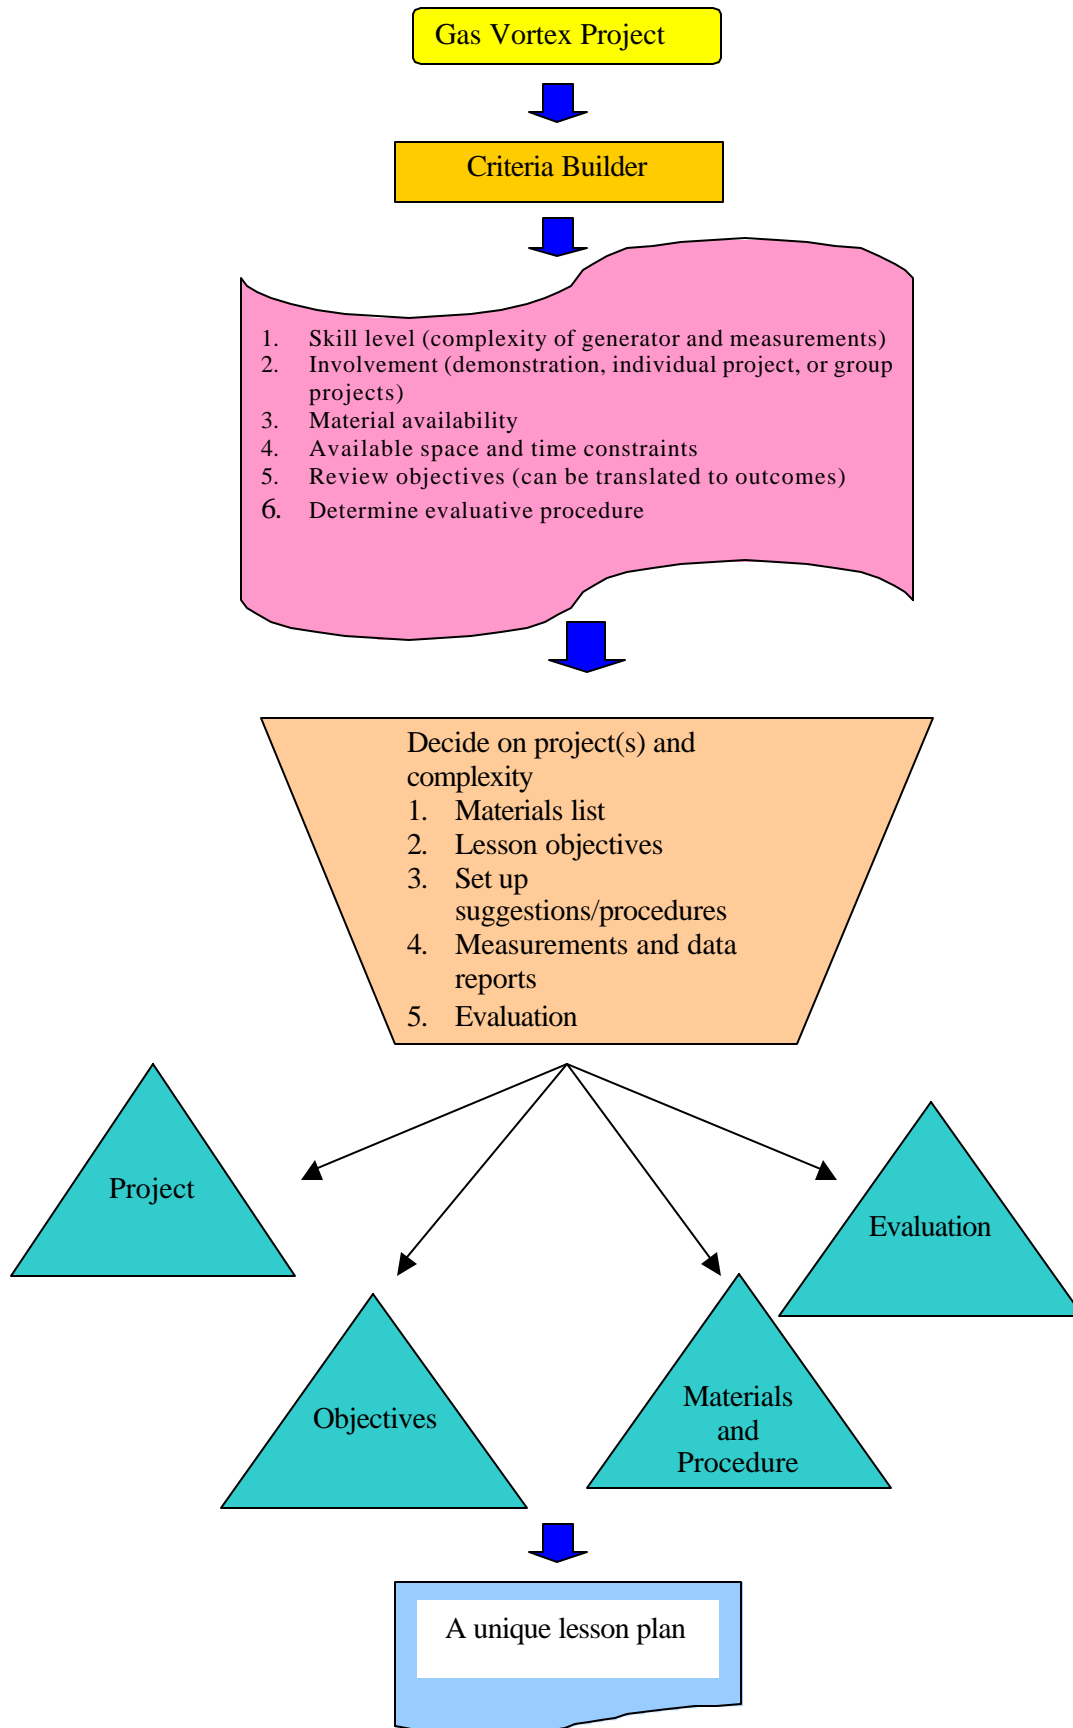 Gas Vortex Project
Criteria Builder
1. Skill level (complexity of generator and measurements)
2. Involvement (demonstration, individual project, or group
projects)
3. Material availability
4. Available space and time constraints
5. Review objectives (can be translated to outcomes)
6. Determine evaluative procedure
Decide on project(s) and
complexity
1. Materials list
2. Lesson objectives
3. Set up
suggestions/procedures
4. Measurements and data
reports
5. Evaluation
Project
Evaluation
Objectives
Materials
and
Procedure
A unique lesson plan